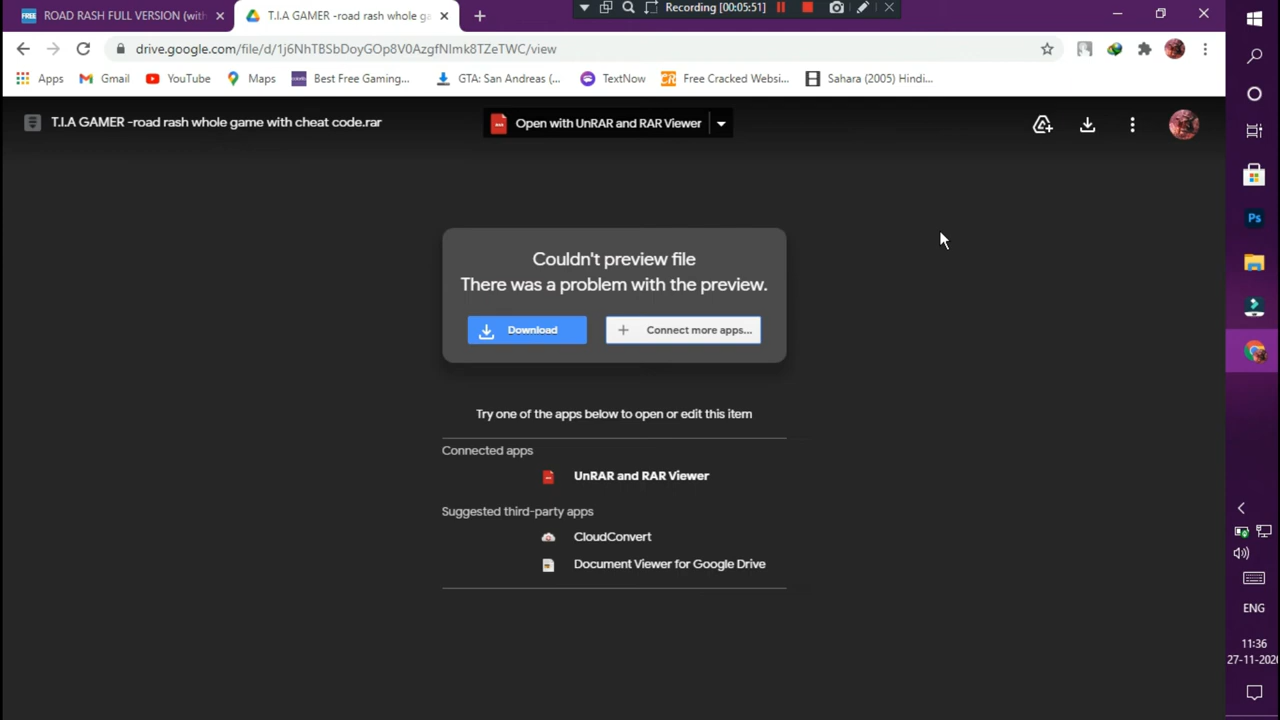 Recording [00:05:51]
FREE ROAD RASH FULL VERSION (with
T.I.A GAMER -road rash whole ga
drive.google.com/file/d/1j6NhTBSbDoyGOp8V0AzgfNImk8TZeTWC/view
Apps Gmail YouTube Maps Best Free Gaming... GTA: San Andreas (... TextNow Free Cracked Websi... Sahara (2005) Hindi...
T.I.A GAMER -road rash whole game with cheat code.rar
Open with UnRAR and RAR Viewer
Couldn't preview file
There was a problem with the preview.
Download
Connect more apps...
Try one of the apps below to open or edit this item
Connected apps
UnRAR and RAR Viewer
Suggested third-party apps
CloudConvert
Document Viewer for Google Drive
Ps
ENG
11:36
27-11-2020